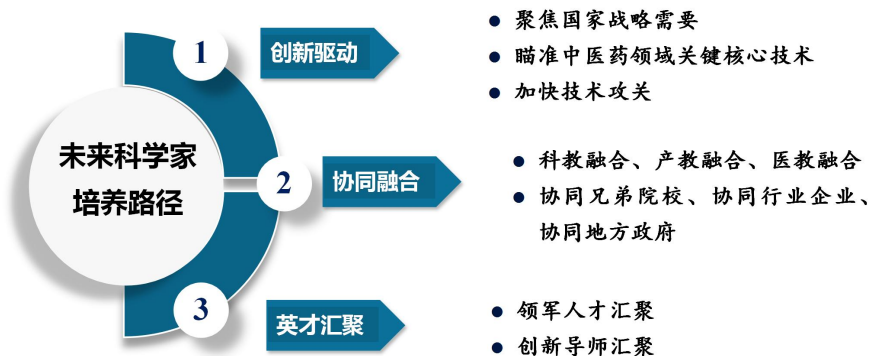 未来科学家
培养路径
1
创新驱动
● 聚焦国家战略需要
● 瞄准中医药领域关键核心技术
● 加快技术攻关
2
协同融合
● 科教融合、产教融合、医教融合
● 协同兄弟院校、协同行业企业、
协同地方政府
3
英才汇聚
● 领军人才汇聚
● 创新导师汇聚